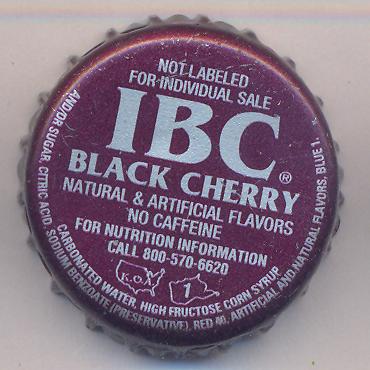 NOT LABELED
FOR INDIVIDUAL SALE
IBC®
BLACK CHERRY
NATURAL & ARTIFICIAL FLAVORS
NO CAFFEINE
FOR NUTRITION INFORMATION
CALL 800-570-6620
K.O.A. 1
CARBONATED WATER, HIGH FRUCTOSE CORN SYRUP
AND/OR SUGAR, CITRIC ACID, SODIUM BENZOATE (PRESERVATIVE), RED 40, ARTIFICIAL AND NATURAL FLAVORS, BLUE 1.